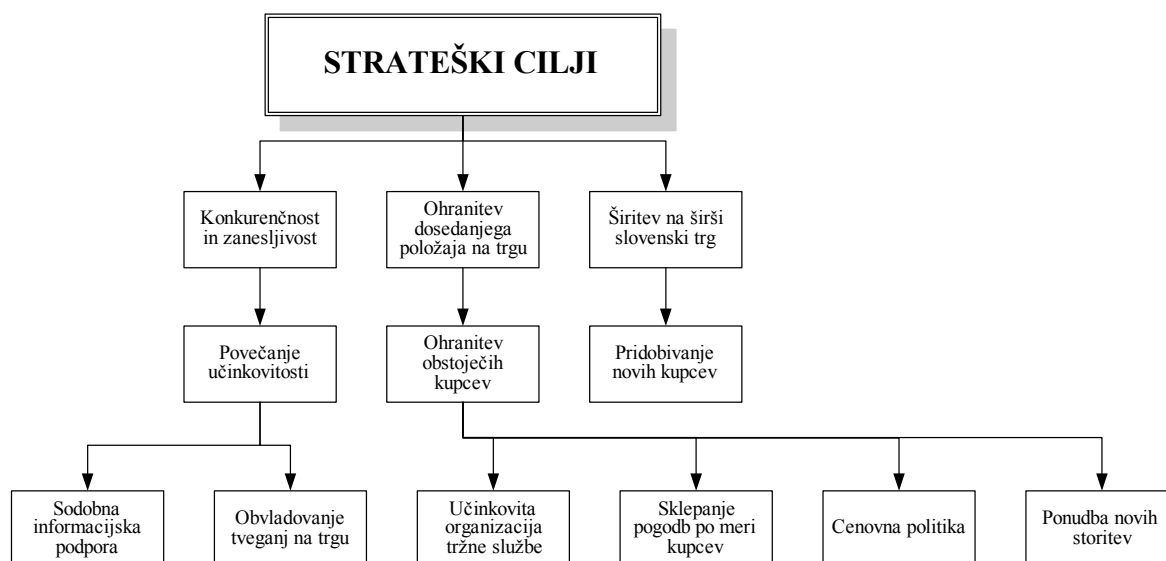 STRATEŠKI CILJI
Konkurenčnost
in zanesljivost
Ohranitev
dosedanjega
položaja na trgu
Širitev na širši
slovenski trg
Povečanje
učinkovitosti
Ohranitev
obstoječih
kupcev
Pridobivanje
novih kupcev
Sodobna
informacijska
podpora
Obvladovanje
tveganj na trgu
Učinkovita
organizacija
tržne službe
Sklepanje
pogodb po meri
kupcev
Cenovna politika
Ponudba novih
storitev